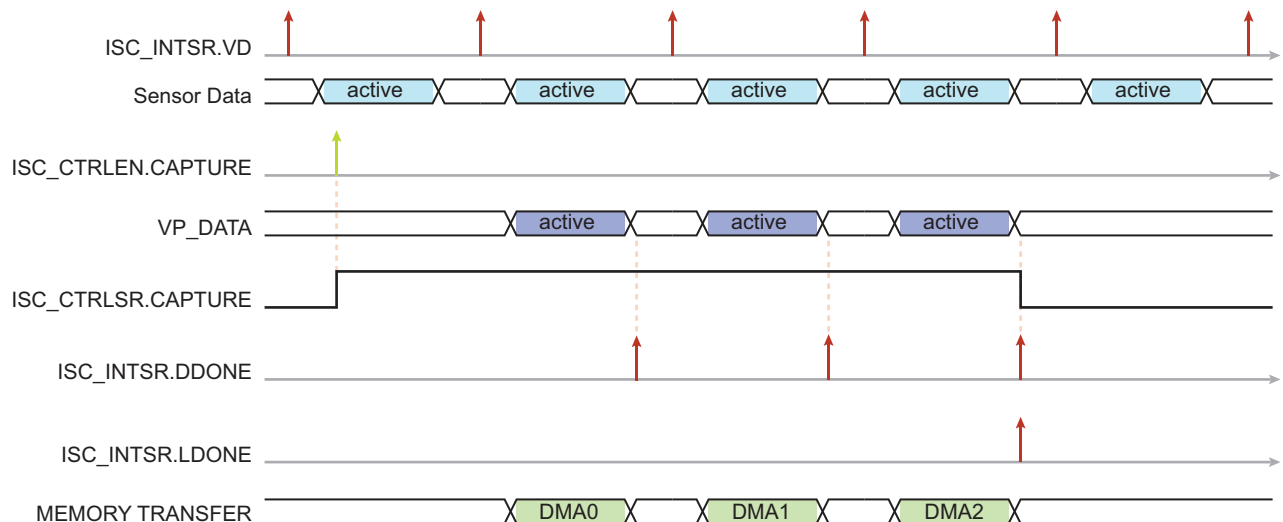 ISC_INTSR.VD
Sensor Data active active active active active
ISC_CTRLEN.CAPTURE
VP_DATA active active active
ISC_CTRLSR.CAPTURE
ISC_INTSR.DDONE
ISC_INTSR.LDONE
MEMORY TRANSFER DMA0 DMA1 DMA2